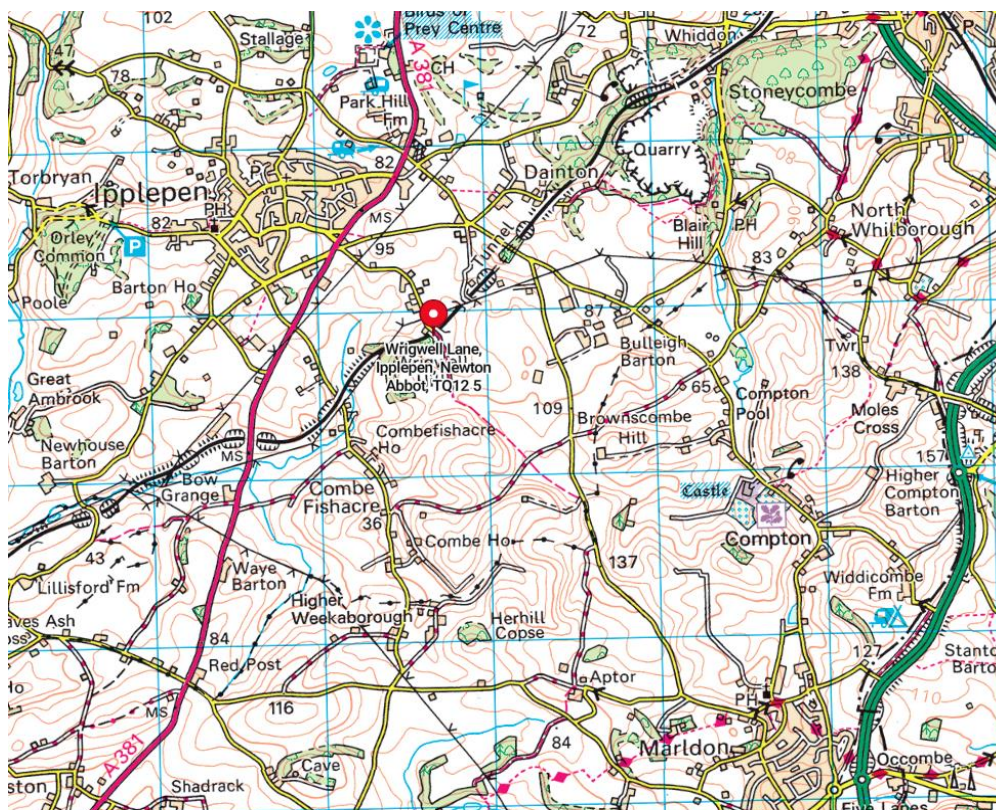 102
Stallage
Birds of
Prey Centre
72
Whiddon
P
47
78
A 381
CH
Park Hill
Fm
Stoneycombe
Quarry
82
Torbryan
Ipplepen
P
Dainton
MS
PH
82
Orley
Common
P
95
Tunnel
Blair
Hill
PH
90
80
North
Whilborough
83
Barton Ho
Poole
87
Bulleigh
Barton
Wrigwell Lane,
Ipplepen, Newton
Abbot, TQ12 5
Twr
138
Great
Ambrook
65
Compton
Pool
Moles
Cross
109
Brownscombe
Hill
Combefishacre
Ho
Newhouse
Barton
MS
157
Bow
Grange
Combe
Fishacre
36
Castle
Higher
Compton
Barton
Compton
43
Combe Ho
137
Lillisford Fm
Waye
Barton
Widdicombe
Fm
Higher
Weekaborough
Herhill
Copse
84
127
Red Post
Aptor
110
MS
116
PH
A 381
84
Marldon
Cave
Shadrack
Occombe
Five Lanes